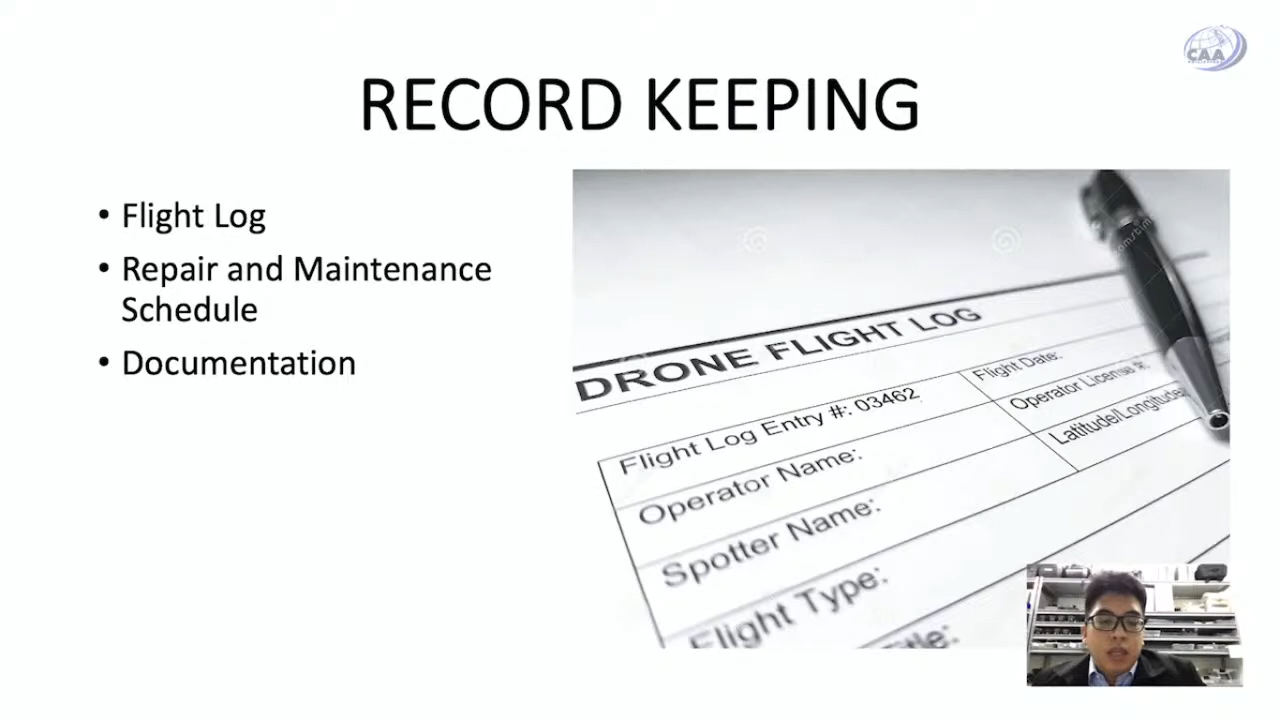 CAA
RECORD KEEPING
• Flight Log
• Repair and Maintenance
Schedule
• Documentation
DRONE FLIGHT LOG
Flight Log Entry #: 03462
Flight Date:
Operator Name:
Operator License #:
Spotter Name:
Latitude/Longitude
Flight Type: